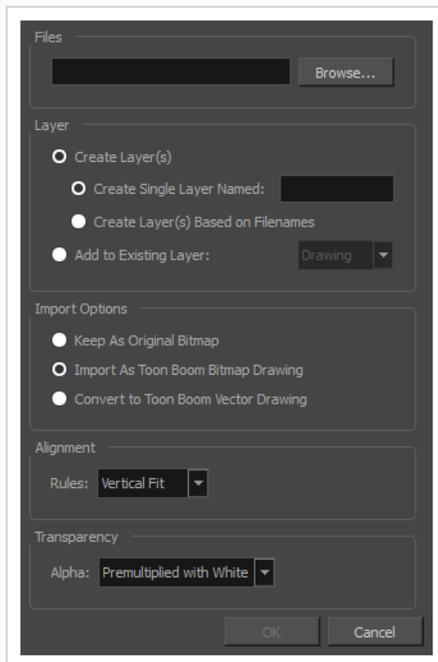 Files
Browse...
Layer
Create Layer(s)
Create Single Layer Named:
Create Layer(s) Based on Filenames
Add to Existing Layer: Drawing
Import Options
Keep As Original Bitmap
Import As Toon Boom Bitmap Drawing
Convert to Toon Boom Vector Drawing
Alignment
Rules: Vertical Fit
Transparency
Alpha: Premultiplied with White
OK Cancel